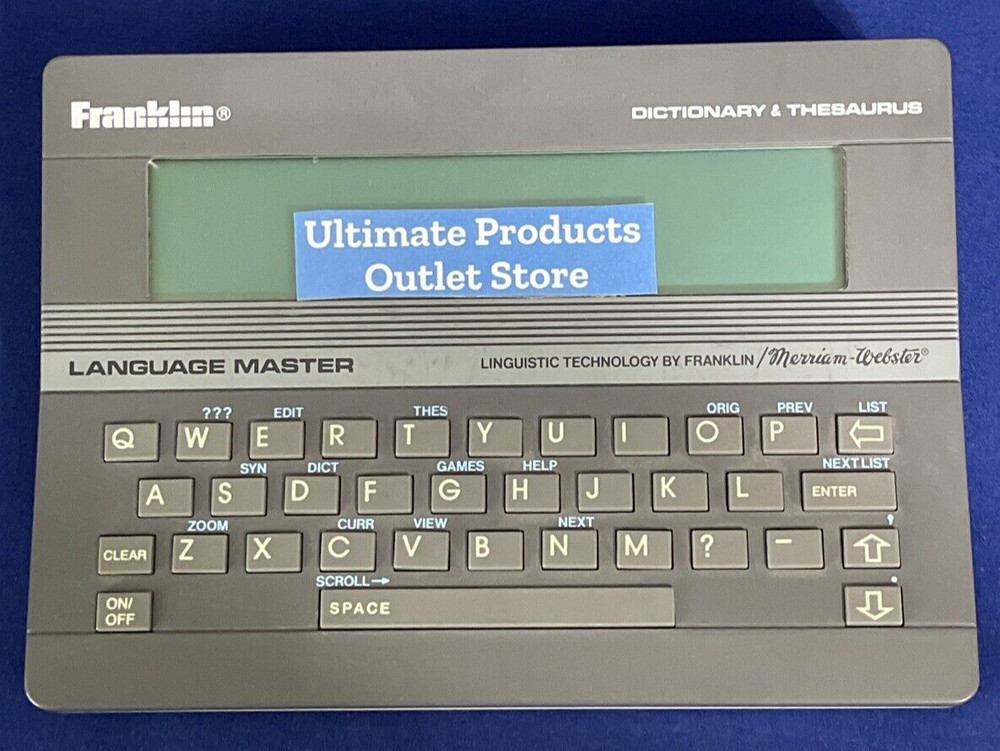 Franklin®
DICTIONARY & THESAURUS
Ultimate Products
Outlet Store
LANGUAGE MASTER
LINGUISTIC TECHNOLOGY BY FRANKLIN / Merriam-Webster®
??? EDIT THES ORIG PREV LIST
Q W E R T Y U I O P
SYN DICT GAMES HELP NEXT LIST
A S D F G H J K L ENTER
ZOOM CURR VIEW NEXT '
CLEAR Z X C V B N M ? -
SCROLL→ .
ON/
OFF
SPACE